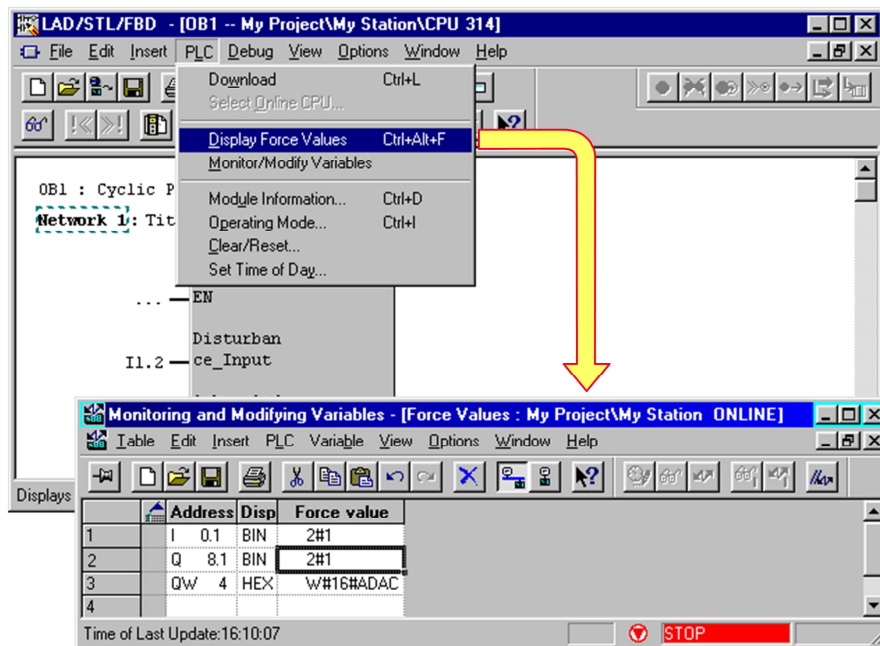 LAD/STL/FBD - [OB1 -- My Project\My Station\CPU 314]
File Edit Insert PLC Debug View Options Window Help
Download Ctrl+L
Select Online CPU...
Display Force Values Ctrl+Alt+F
Monitor/Modify Variables
Module Information... Ctrl+D
Operating Mode... Ctrl+I
Clear/Reset...
Set Time of Day...
OB1 : Cyclic P
Network 1: Tit
... EN
Disturban
I1.2 ce_Input
Displays
Monitoring and Modifying Variables - [Force Values : My Project\My Station ONLINE]
Table Edit Insert PLC Variable View Options Window Help
Address Disp Force value
1 I 0.1 BIN 2#1
2 Q 8.1 BIN 2#1
3 QW 4 HEX W#16#ADAC
4
Time of Last Update:16:10:07 STOP